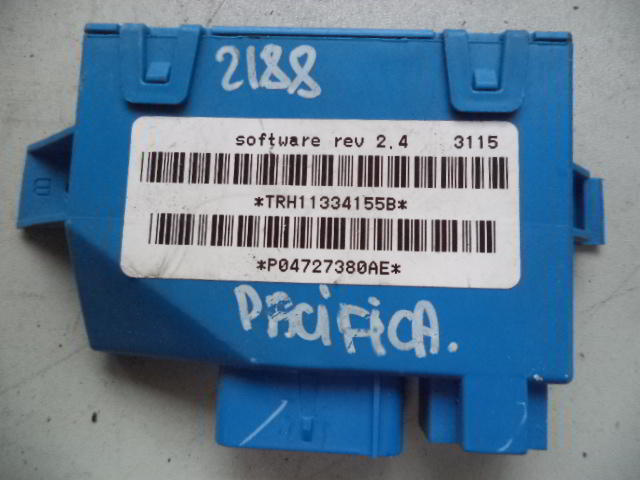 2188
software rev 2.4 3115
*TRH11334155B*
*P04727380AE*
PACIFICA.